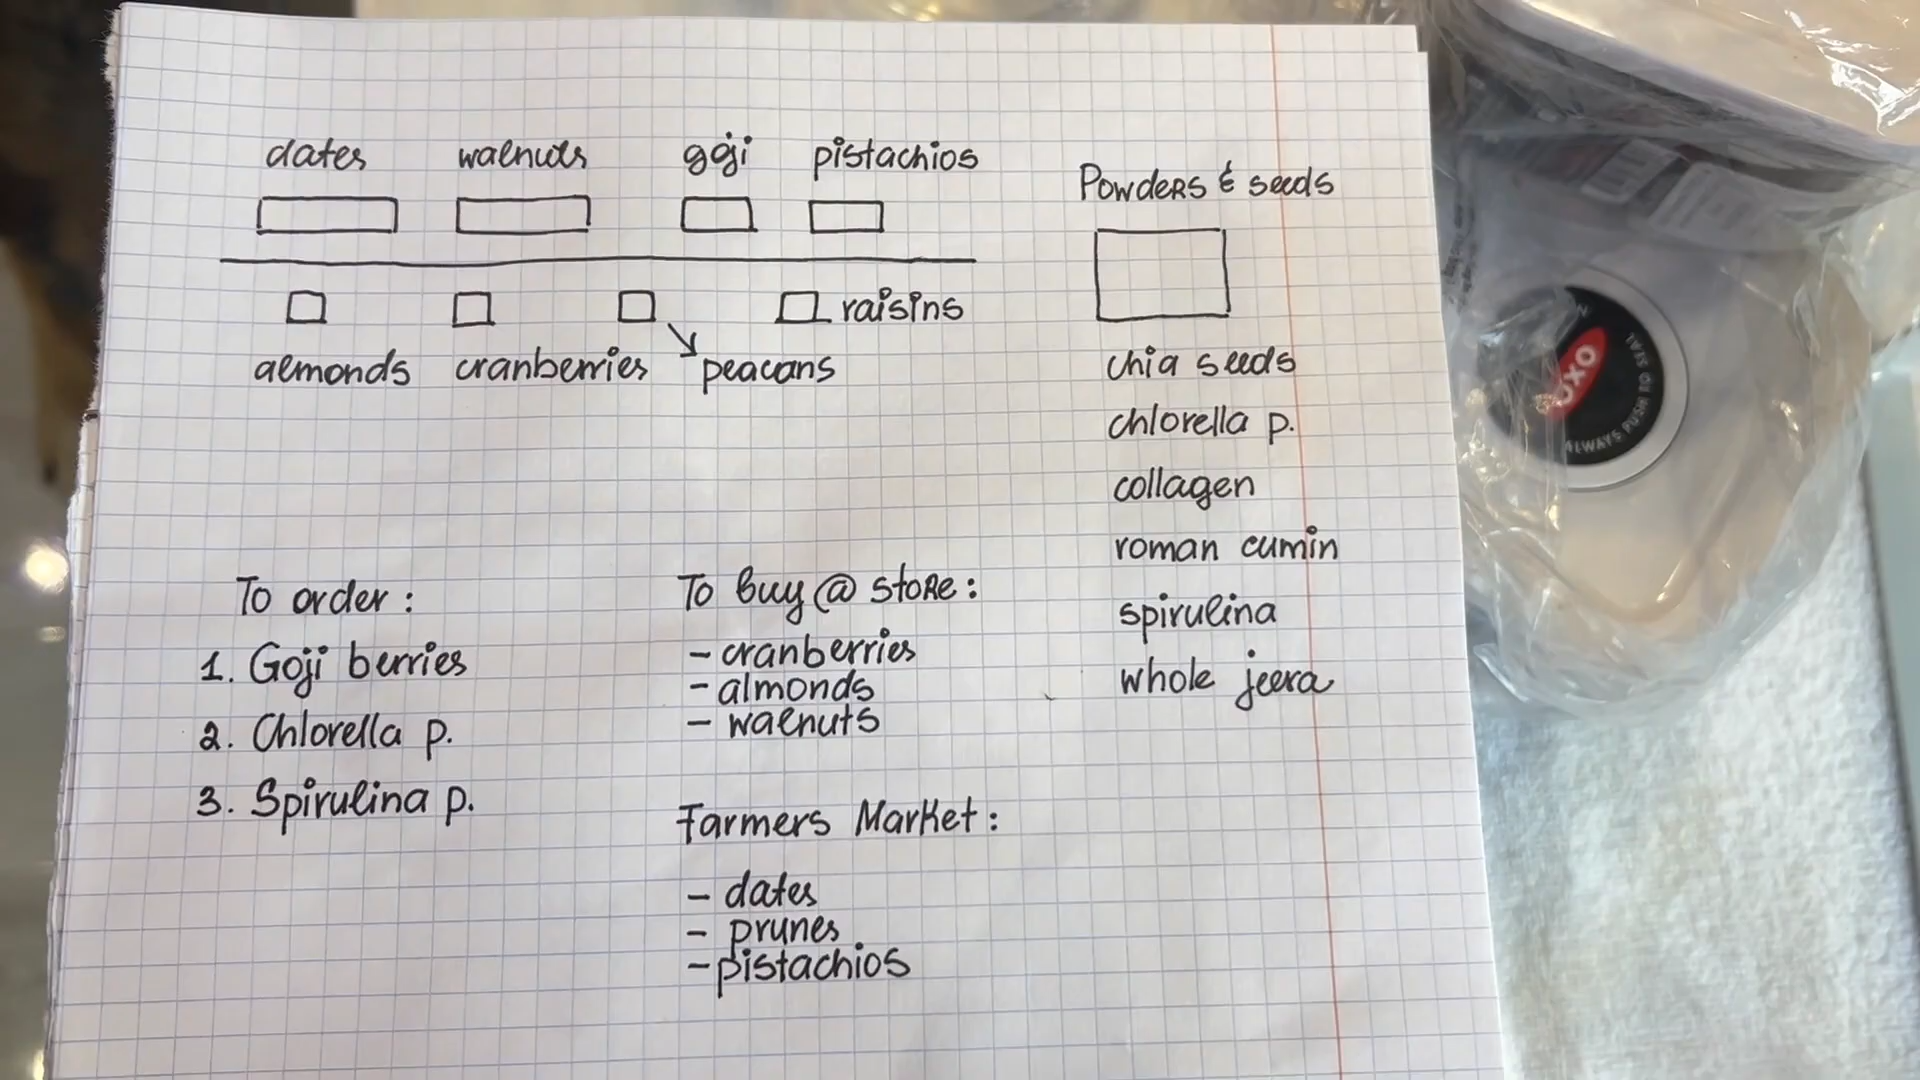 dates walnuts goji pistachios
raisins
almonds cranberries peacans
Powders & seeds
chia seeds
chlorella p.
collagen
roman cumin
spirulina
whole jeera
To order:
1. Goji berries
2. Chlorella p.
3. Spirulina p.
To buy @ store:
- cranberries
- almonds
- walnuts
Farmers Market:
- dates
- prunes
- pistachios
OXO
ALWAYS PUSH TO SEAL